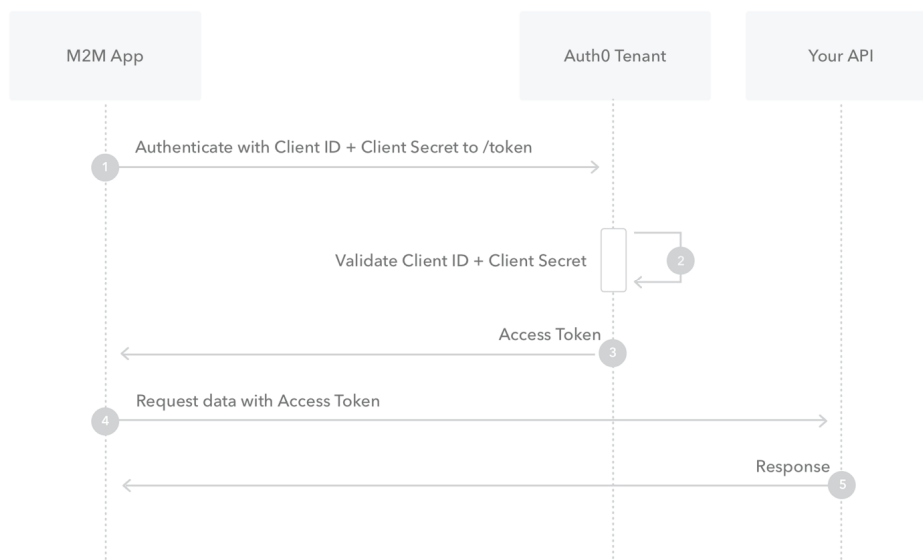 M2M App
Auth0 Tenant
Your API
Authenticate with Client ID + Client Secret to /token
1
Validate Client ID + Client Secret
2
Access Token
3
Request data with Access Token
4
Response
5